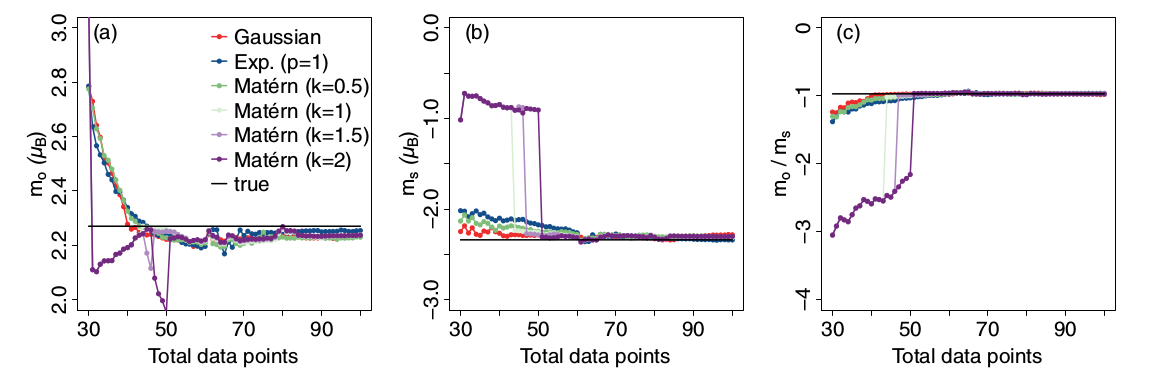 (a)
Gaussian
Exp. (p=1)
Matérn (k=0.5)
Matérn (k=1)
Matérn (k=1.5)
Matérn (k=2)
true
3.0
2.8
2.6
2.4
2.2
2.0
mₒ (μB)
30 50 70 90
Total data points
(b)
0.0
−1.0
−2.0
−3.0
mₛ (μB)
30 50 70 90
Total data points
(c)
0
−1
−2
−3
−4
mₒ / mₛ
30 50 70 90
Total data points